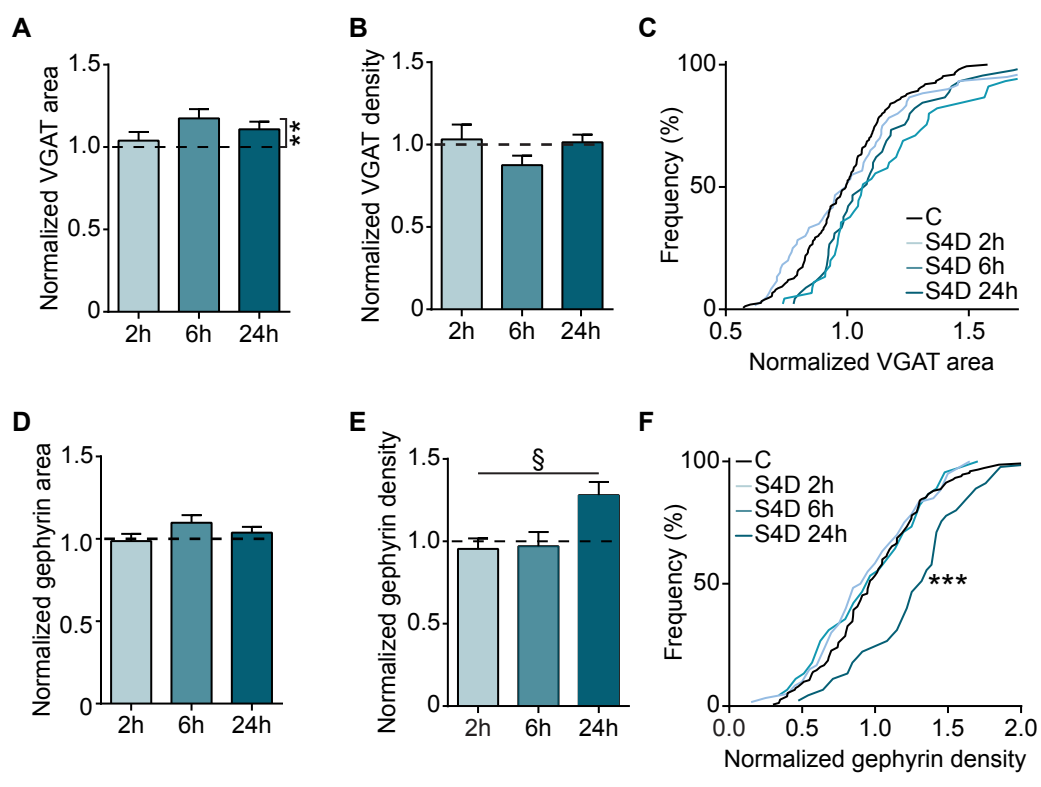 A
Normalized VGAT area
1.5
1.0
0.5
0
**
2h 6h 24h
B
Normalized VGAT density
1.5
1.0
0.5
0
2h 6h 24h
C
Frequency (%)
100
50
0
C
S4D 2h
S4D 6h
S4D 24h
0.5 1.0 1.5
Normalized VGAT area
D
Normalized gephyrin area
1.5
1.0
0.5
0
2h 6h 24h
E
Normalized gephyrin density
1.5
1.0
0.5
0
§
2h 6h 24h
F
Frequency (%)
100
50
0
C
S4D 2h
S4D 6h
S4D 24h
***
0.0 0.5 1.0 1.5 2.0
Normalized gephyrin density